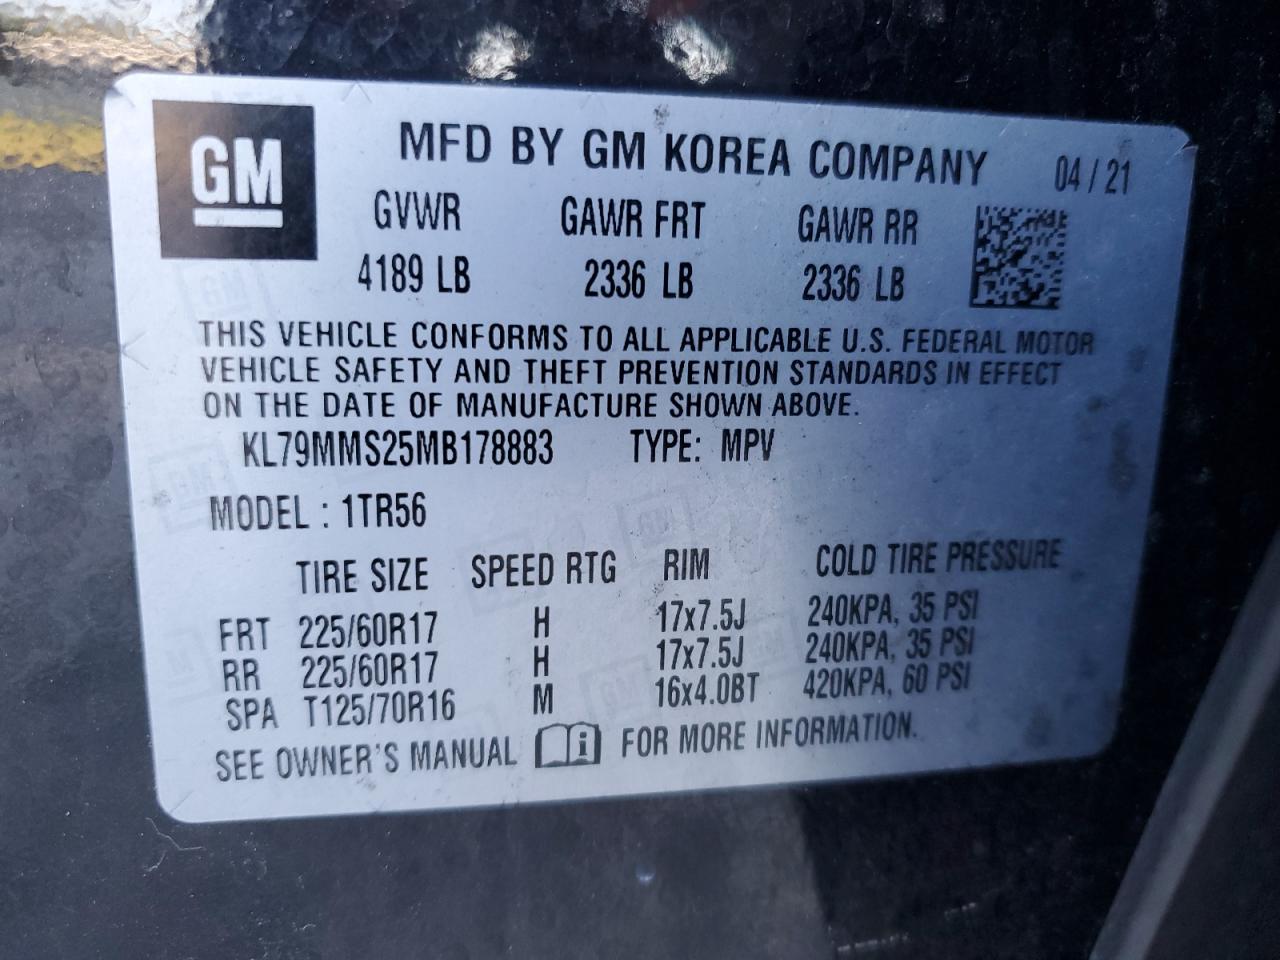 GM
MFD BY GM KOREA COMPANY 04 / 21
GVWR GAWR FRT GAWR RR
4189 LB 2336 LB 2336 LB
THIS VEHICLE CONFORMS TO ALL APPLICABLE U.S. FEDERAL MOTOR
VEHICLE SAFETY AND THEFT PREVENTION STANDARDS IN EFFECT
ON THE DATE OF MANUFACTURE SHOWN ABOVE.
KL79MMS25MB178883 TYPE: MPV
MODEL : 1TR56
TIRE SIZE SPEED RTG RIM COLD TIRE PRESSURE
FRT 225/60R17 H 17x7.5J 240KPA, 35 PSI
RR 225/60R17 H 17x7.5J 240KPA, 35 PSI
SPA T125/70R16 M 16x4.0BT 420KPA, 60 PSI
SEE OWNER'S MANUAL i FOR MORE INFORMATION.